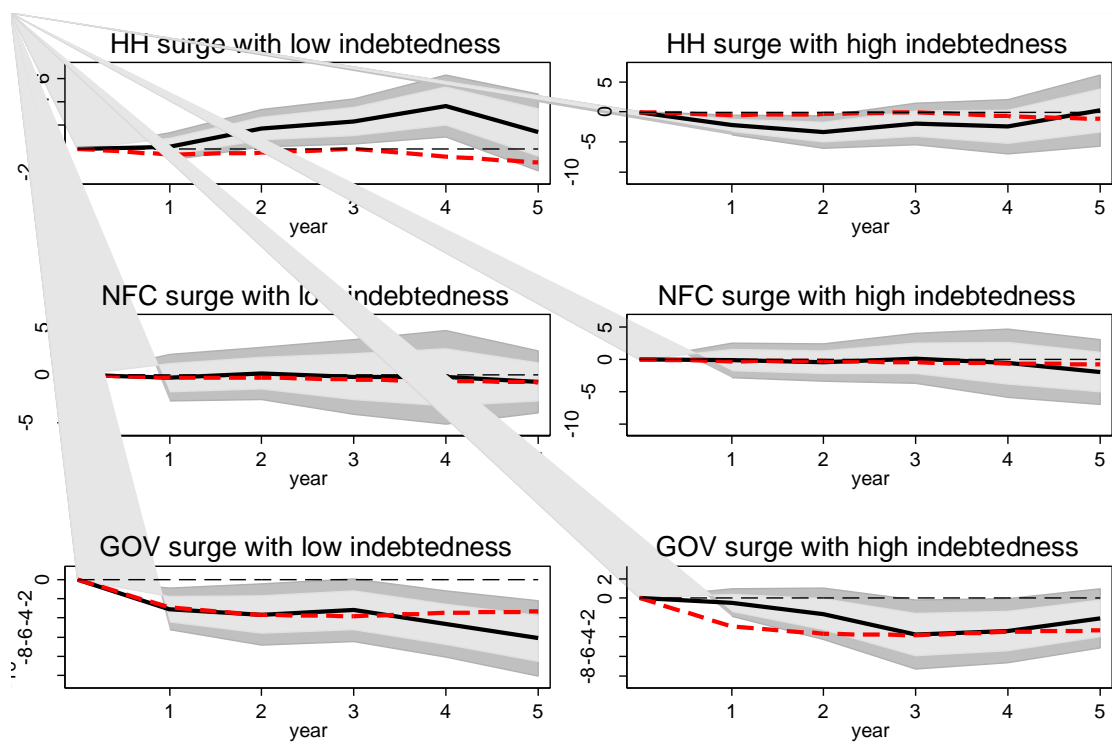 HH surge with low indebtedness
6
-2
1 2 3 4 5
year
HH surge with high indebtedness
5
0
-5
-10
1 2 3 4 5
year
NFC surge with low indebtedness
5
0
-5
1 2 3 4
year
NFC surge with high indebtedness
5
0
-5
-10
1 2 3 4 5
year
GOV surge with low indebtedness
0
-2
-4
-6
-8
1 2 3 4 5
year
GOV surge with high indebtedness
2
0
-2
-4
-6
-8
1 2 3 4 5
year